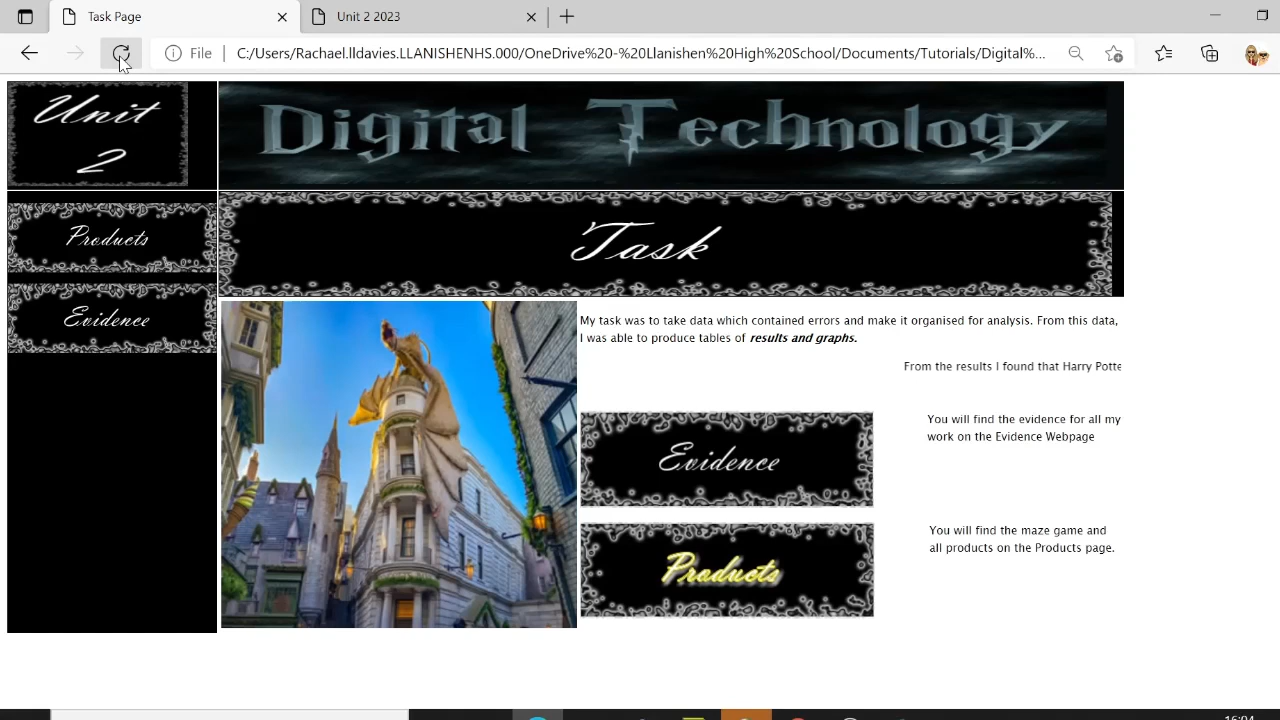 Task Page
Unit 2 2023
File
C:/Users/Rachael.lldavies.LLANISHENHS.000/OneDrive%20-%20Llanishen%20High%20School/Documents/Tutorials/Digital%...
Unit
2
Digital Technology
Products
Evidence
Task
My task was to take data which contained errors and make it organised for analysis. From this data,
I was able to produce tables of results and graphs.
From the results I found that Harry Potte
Evidence
You will find the evidence for all my
work on the Evidence Webpage
Products
You will find the maze game and
all products on the Products page.
16:04